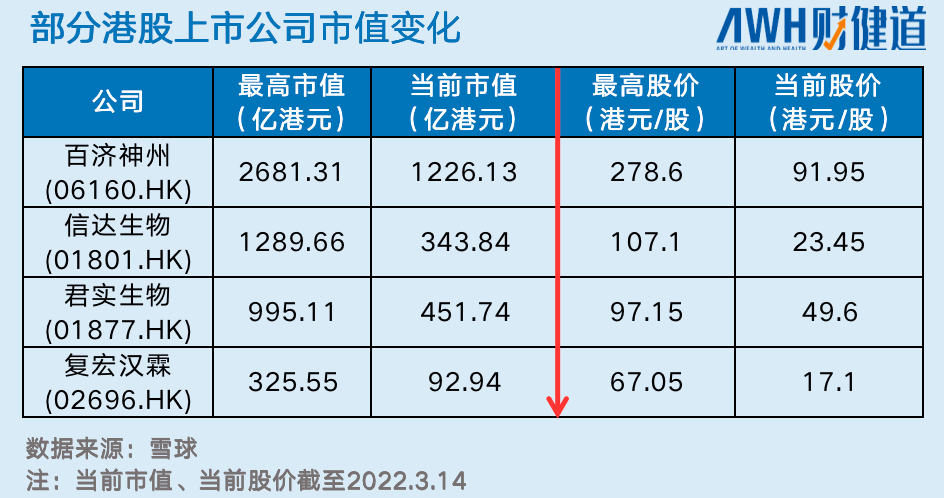 部分港股上市公司市值变化
AWH财健道
ART OF WEALTH AND HEALTH
公司
最高市值
（亿港元）
当前市值
（亿港元）
最高股价
（港元/股）
当前股价
（港元/股）
百济神州
(06160.HK)
2681.31
1226.13
278.6
91.95
信达生物
(01801.HK)
1289.66
343.84
107.1
23.45
君实生物
(01877.HK)
995.11
451.74
97.15
49.6
复宏汉霖
(02696.HK)
325.55
92.94
67.05
17.1
数据来源：雪球
注：当前市值、当前股价截至2022.3.14